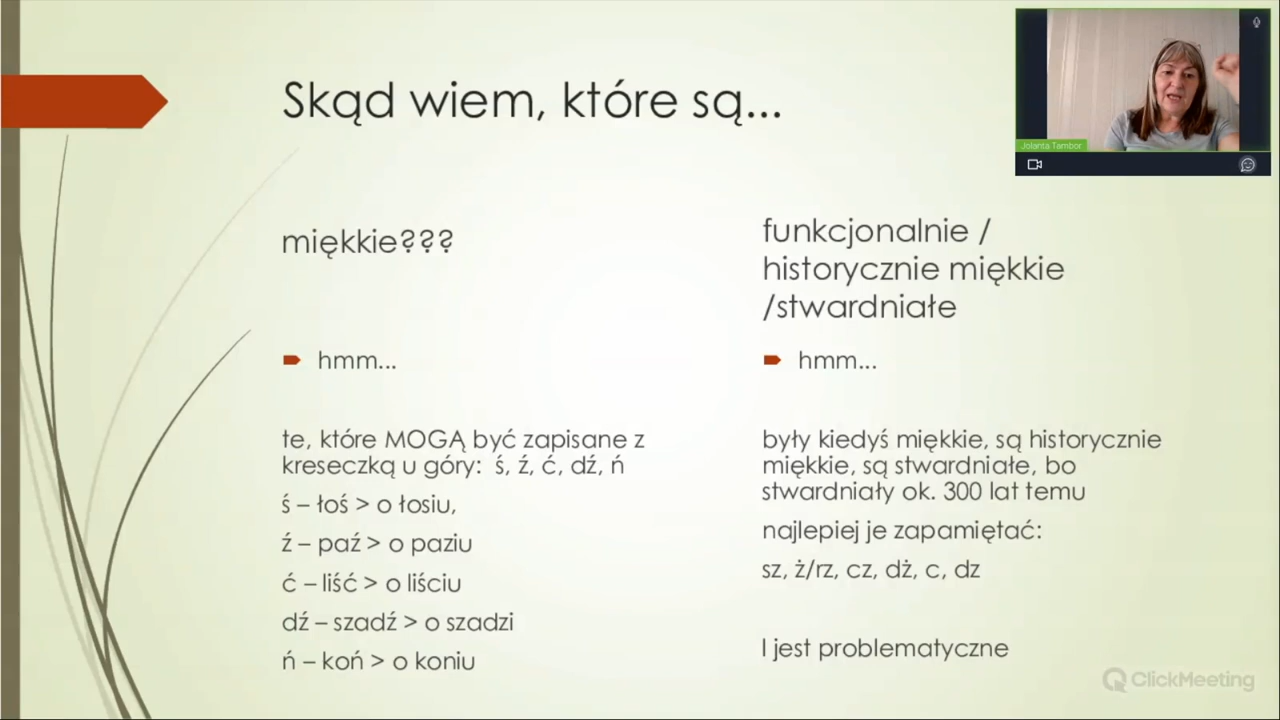 Skąd wiem, które są...
miękkie???
hmm...
te, które MOGĄ być zapisane z
kreseczką u góry: ś, ź, ć, dź, ń
ś – łoś > o łosiu,
ź – paź > o paziu
ć – liść > o liściu
dź – szadź > o szadzi
ń – koń > o koniu
funkcjonalnie /
historycznie miękkie
/stwardniałe
hmm...
były kiedyś miękkie, są historycznie
miękkie, są stwardniałe, bo
stwardniały ok. 300 lat temu
najlepiej je zapamiętać:
sz, ż/rz, cz, dż, c, dz
l jest problematyczne
Jolanta Tambor
ClickMeeting